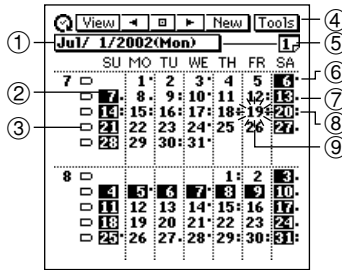 View ◄ ► New Tools ④
① Jul/ 1/2002(Mon) 1 ⑤
SU MO TU WE TH FR SA
7 1 2 3 4 5 6 ⑥
② 7 8 9 10 11 12 13 ⑦
14 15 16 17 18 19 20 ⑧
③ 21 22 23 24 25 26 27
28 29 30 31 ⑨
8 1 2 3
4 5 6 7 8 9 10
11 12 13 14 15 16 17
18 19 20 21 22 23 24
25 26 27 28 29 30 31